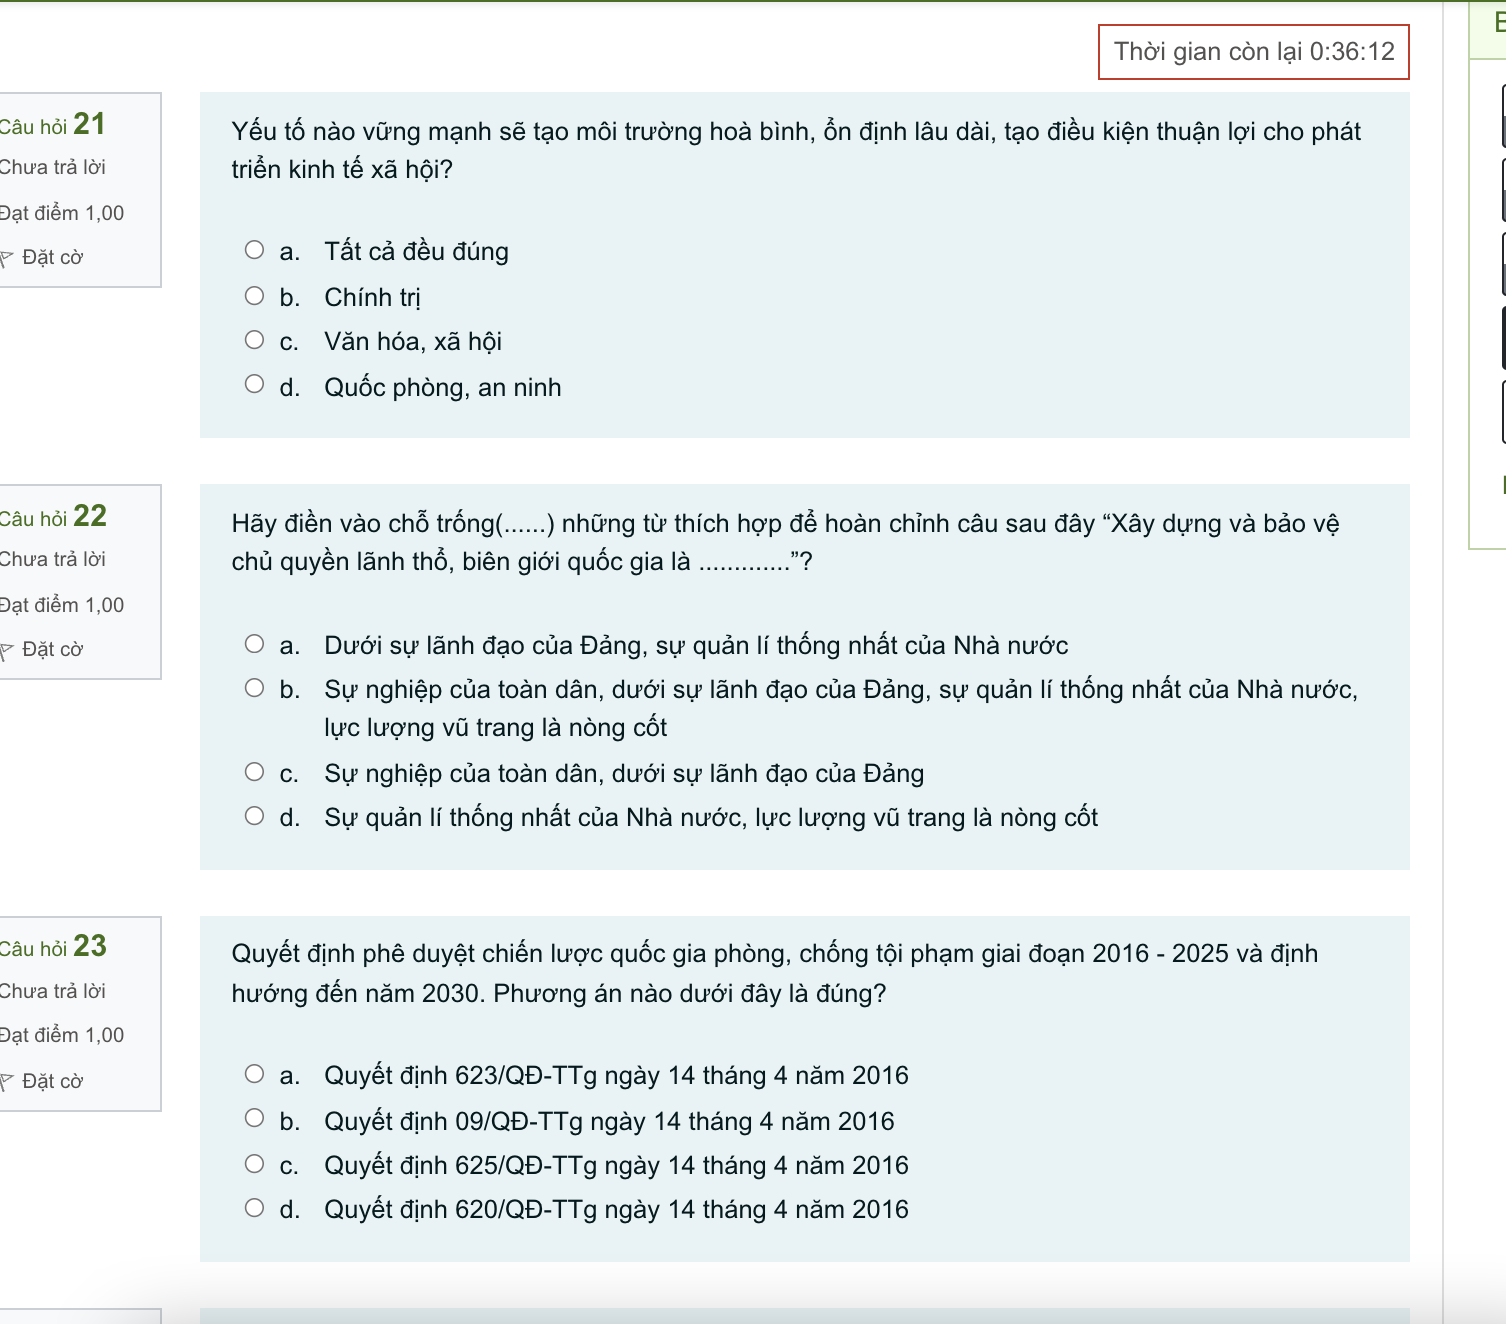 Thời gian còn lại 0:36:12
Câu hỏi 21
Chưa trả lời
Đạt điểm 1,00
Đặt cờ
Yếu tố nào vững mạnh sẽ tạo môi trường hoà bình, ổn định lâu dài, tạo điều kiện thuận lợi cho phát
triển kinh tế xã hội?
a. Tất cả đều đúng
b. Chính trị
c. Văn hóa, xã hội
d. Quốc phòng, an ninh
Câu hỏi 22
Chưa trả lời
Đạt điểm 1,00
Đặt cờ
Hãy điền vào chỗ trống(......) những từ thích hợp để hoàn chỉnh câu sau đây “Xây dựng và bảo vệ
chủ quyền lãnh thổ, biên giới quốc gia là .............”?
a. Dưới sự lãnh đạo của Đảng, sự quản lí thống nhất của Nhà nước
b. Sự nghiệp của toàn dân, dưới sự lãnh đạo của Đảng, sự quản lí thống nhất của Nhà nước,
lực lượng vũ trang là nòng cốt
c. Sự nghiệp của toàn dân, dưới sự lãnh đạo của Đảng
d. Sự quản lí thống nhất của Nhà nước, lực lượng vũ trang là nòng cốt
Câu hỏi 23
Chưa trả lời
Đạt điểm 1,00
Đặt cờ
Quyết định phê duyệt chiến lược quốc gia phòng, chống tội phạm giai đoạn 2016 - 2025 và định
hướng đến năm 2030. Phương án nào dưới đây là đúng?
a. Quyết định 623/QĐ-TTg ngày 14 tháng 4 năm 2016
b. Quyết định 09/QĐ-TTg ngày 14 tháng 4 năm 2016
c. Quyết định 625/QĐ-TTg ngày 14 tháng 4 năm 2016
d. Quyết định 620/QĐ-TTg ngày 14 tháng 4 năm 2016